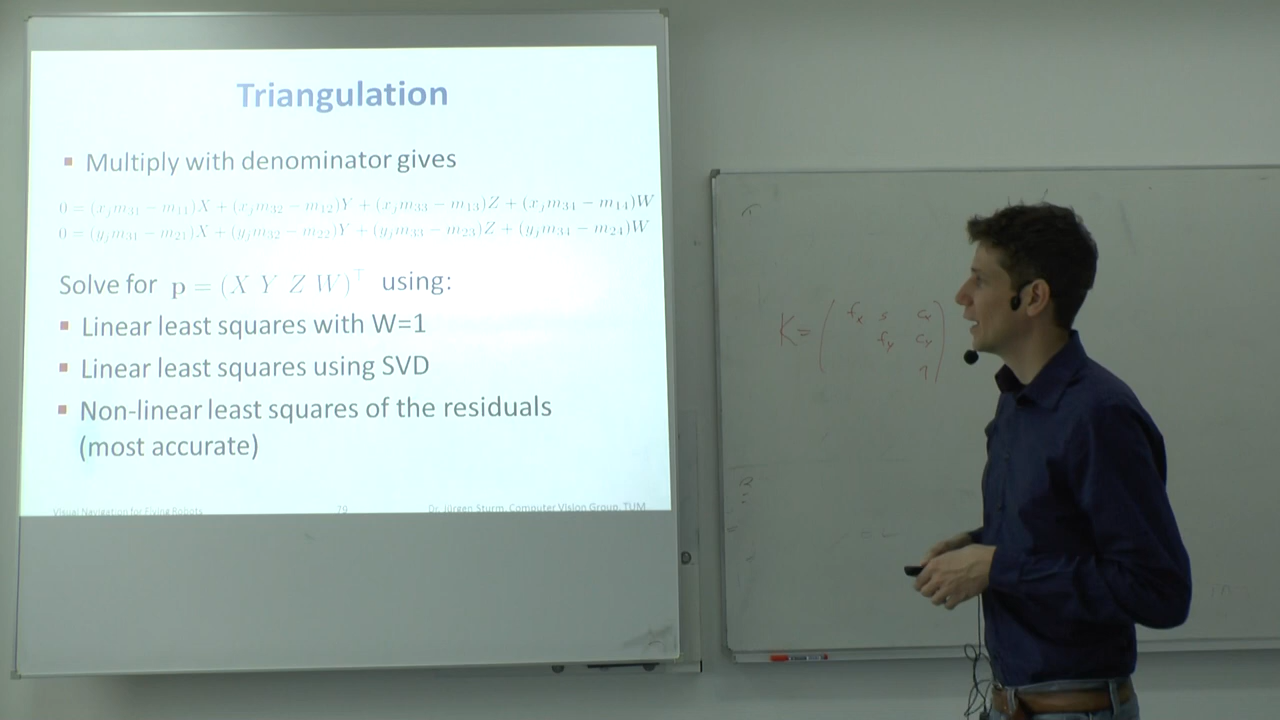 Triangulation
Multiply with denominator gives
0 = (x_j m_31 − m_11)X + (x_j m_32 − m_12)Y + (x_j m_33 − m_13)Z + (x_j m_34 − m_14)W
0 = (y_j m_31 − m_21)X + (y_j m_32 − m_22)Y + (y_j m_33 − m_23)Z + (y_j m_34 − m_24)W
Solve for p = (X Y Z W)^⊤ using:
Linear least squares with W=1
Linear least squares using SVD
Non-linear least squares of the residuals
(most accurate)
Visual Navigation for Flying Robots 79 Dr. Jürgen Sturm, Computer Vision Group, TUM
K= ( f_x s c_x
f_y c_y
1 )